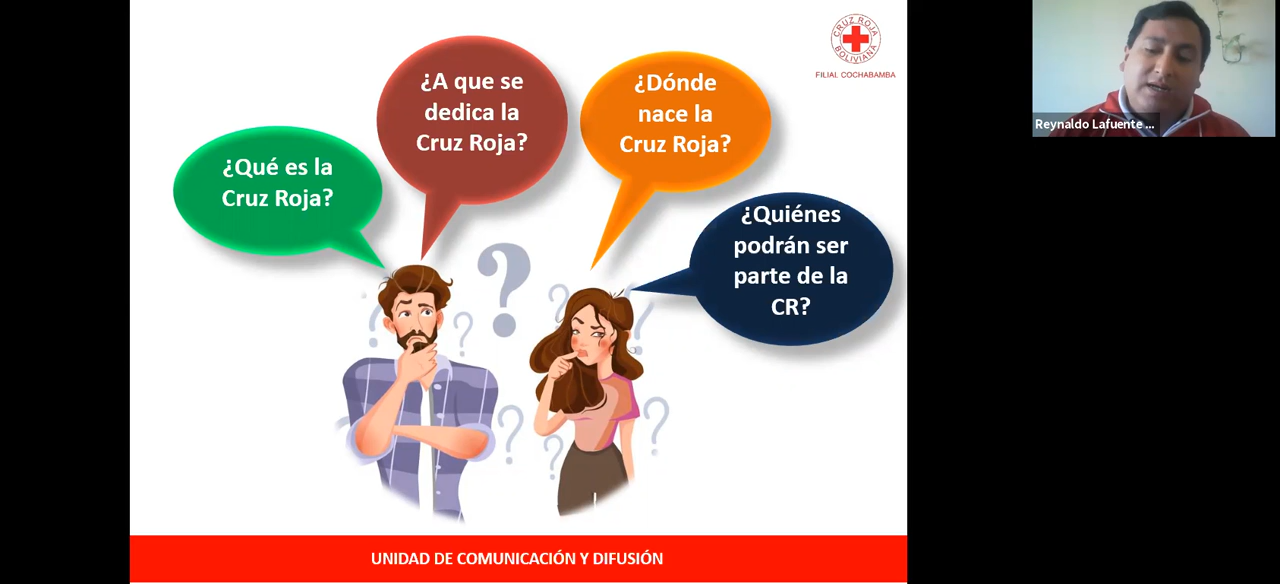 ¿Qué es la
Cruz Roja?
¿A que se
dedica la
Cruz Roja?
¿Dónde
nace la
Cruz Roja?
¿Quiénes
podrán ser
parte de la
CR?
CRUZ ROJA
BOLIVIANA
FILIAL COCHABAMBA
Reynaldo Lafuente ...
UNIDAD DE COMUNICACIÓN Y DIFUSIÓN